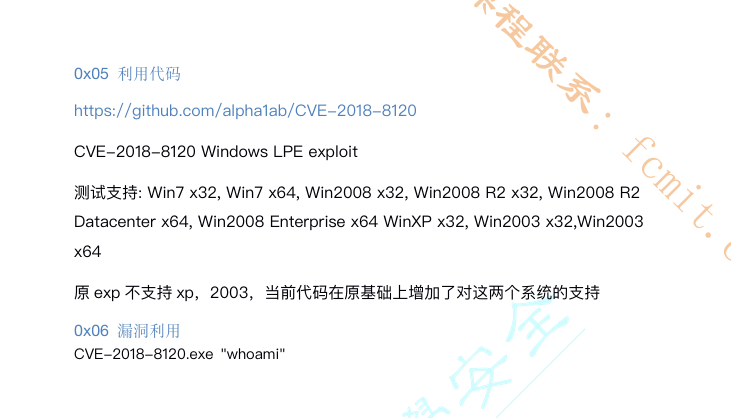 0x05 利用代码
https://github.com/alpha1ab/CVE-2018-8120
CVE-2018-8120 Windows LPE exploit
测试支持: Win7 x32, Win7 x64, Win2008 x32, Win2008 R2 x32, Win2008 R2
Datacenter x64, Win2008 Enterprise x64 WinXP x32, Win2003 x32,Win2003
x64
原 exp 不支持 xp，2003，当前代码在原基础上增加了对这两个系统的支持
0x06 漏洞利用
CVE-2018-8120.exe "whoami"
课程联系：fcmit.c
安全